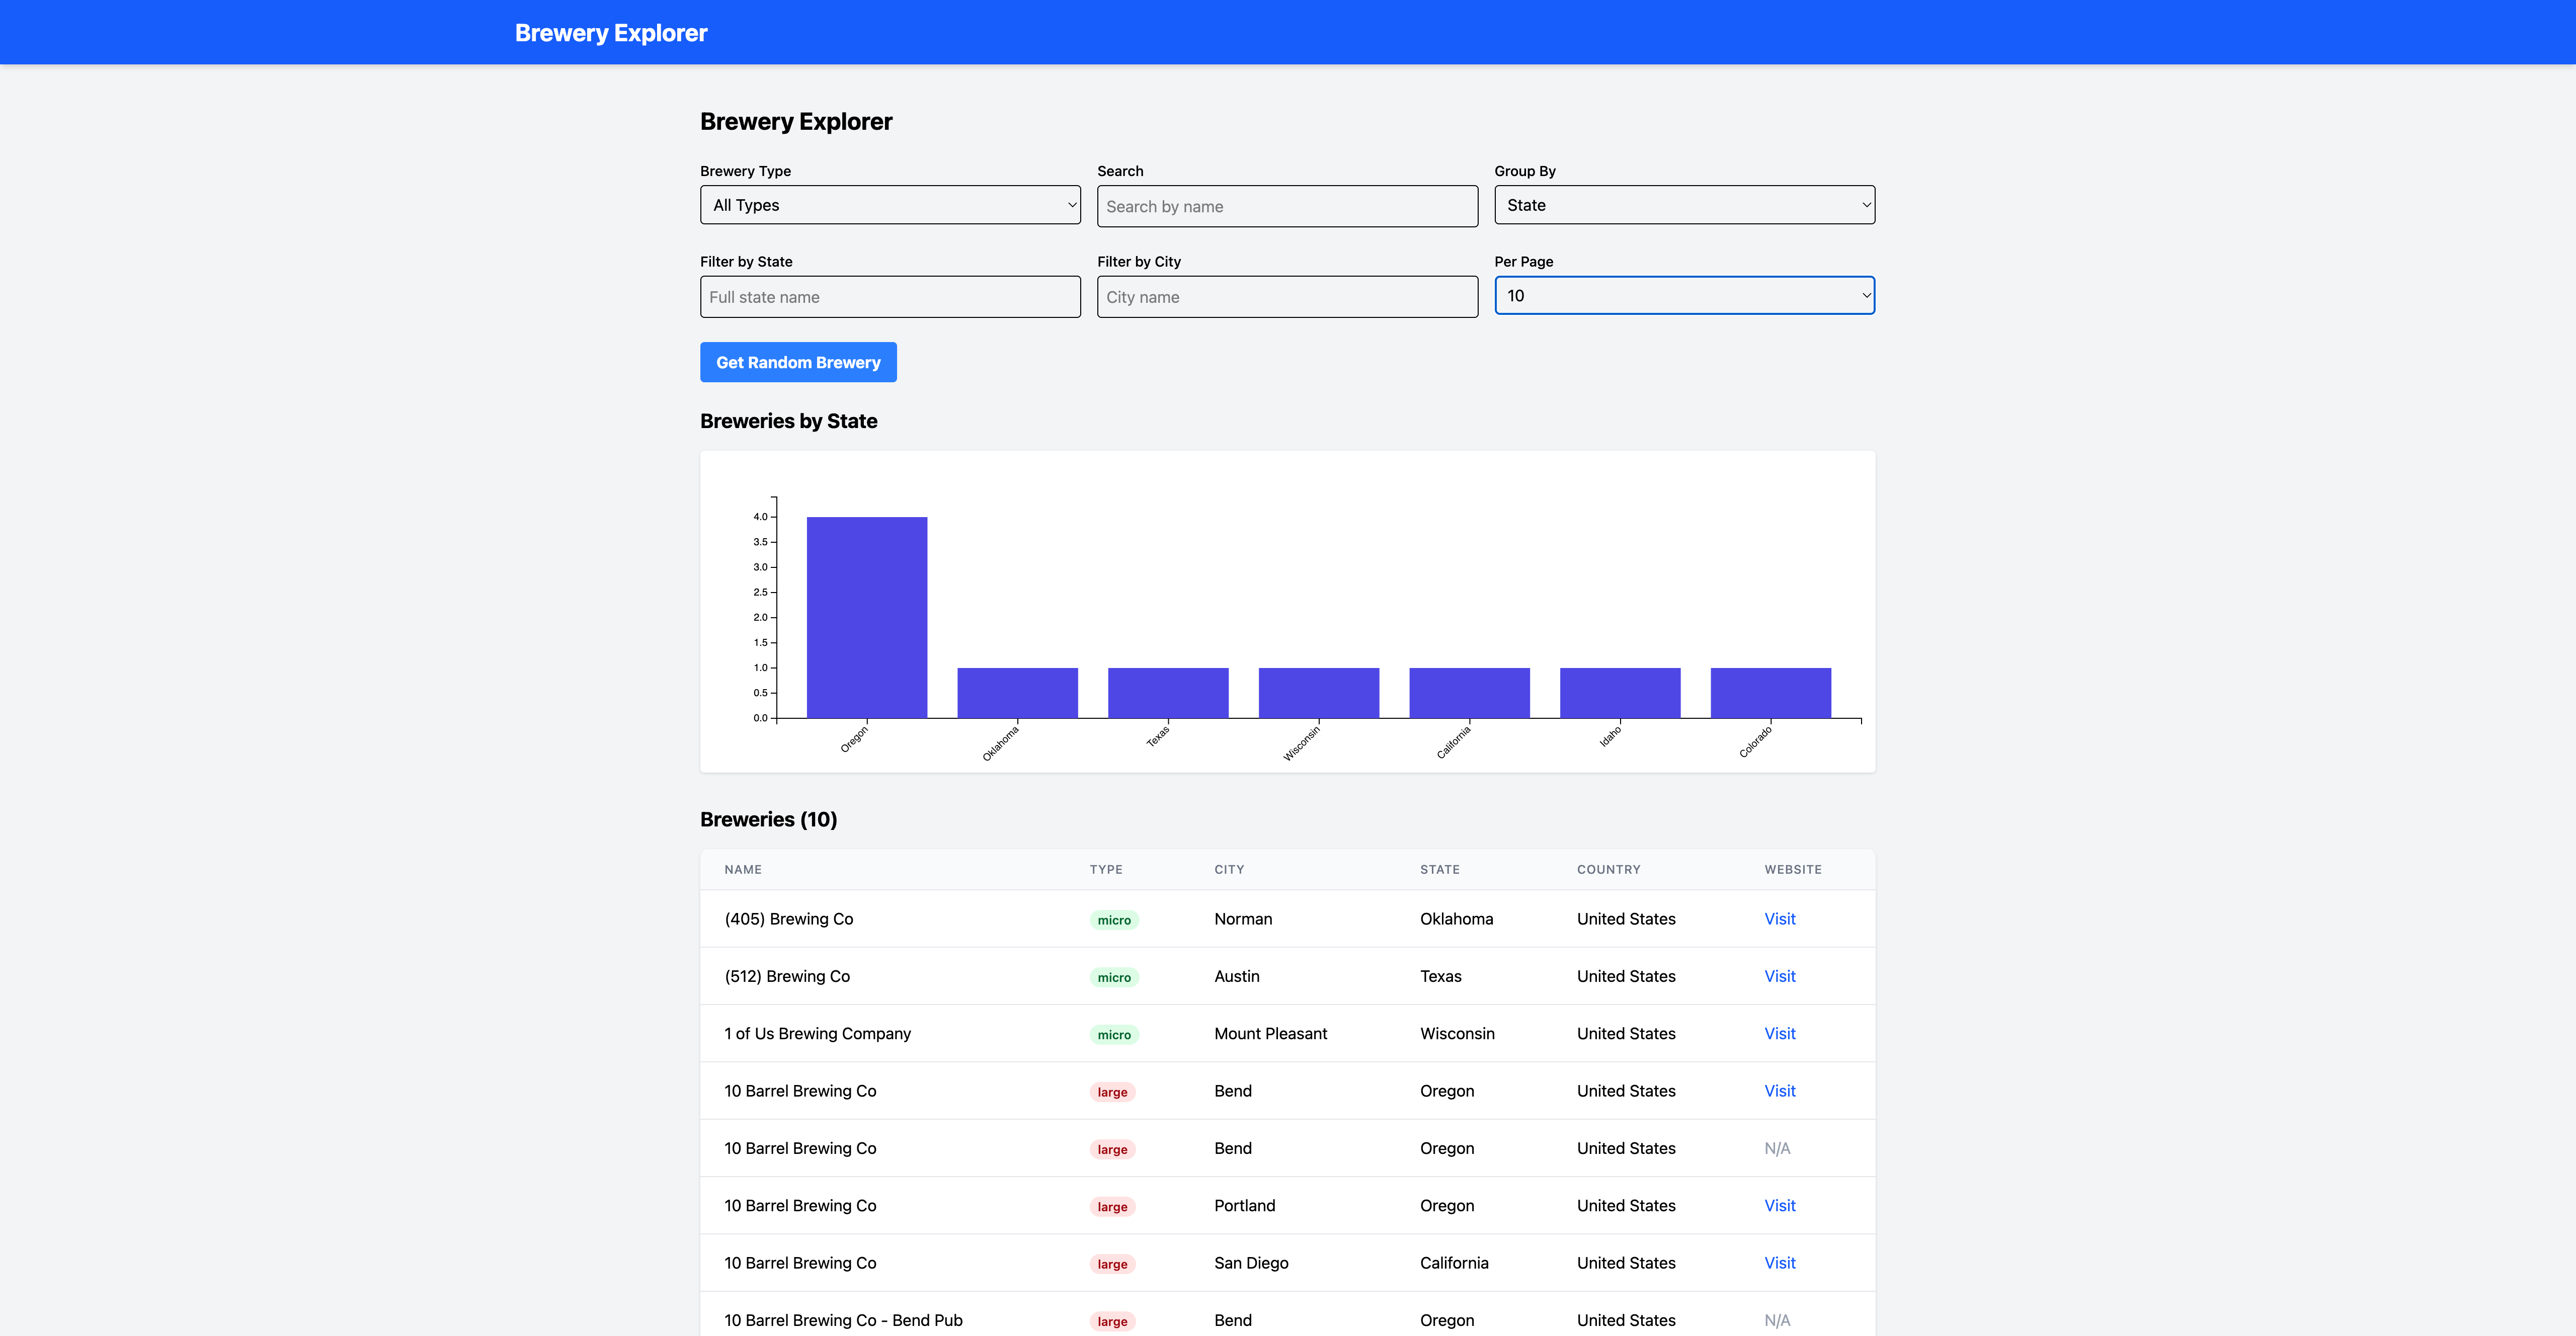 Brewery Explorer
Brewery Explorer
Brewery Type
Search
Group By
All Types
Search by name
State
Filter by State
Filter by City
Per Page
Full state name
City name
10
Get Random Brewery
Breweries by State
4.0
3.5
3.0
2.5
2.0
1.5
1.0
0.5
0.0
Oregon
Oklahoma
Texas
Wisconsin
California
Idaho
Colorado
Breweries (10)
NAME TYPE CITY STATE COUNTRY WEBSITE
(405) Brewing Co micro Norman Oklahoma United States Visit
(512) Brewing Co micro Austin Texas United States Visit
1 of Us Brewing Company micro Mount Pleasant Wisconsin United States Visit
10 Barrel Brewing Co large Bend Oregon United States Visit
10 Barrel Brewing Co large Bend Oregon United States N/A
10 Barrel Brewing Co large Portland Oregon United States Visit
10 Barrel Brewing Co large San Diego California United States Visit
10 Barrel Brewing Co - Bend Pub large Bend Oregon United States N/A